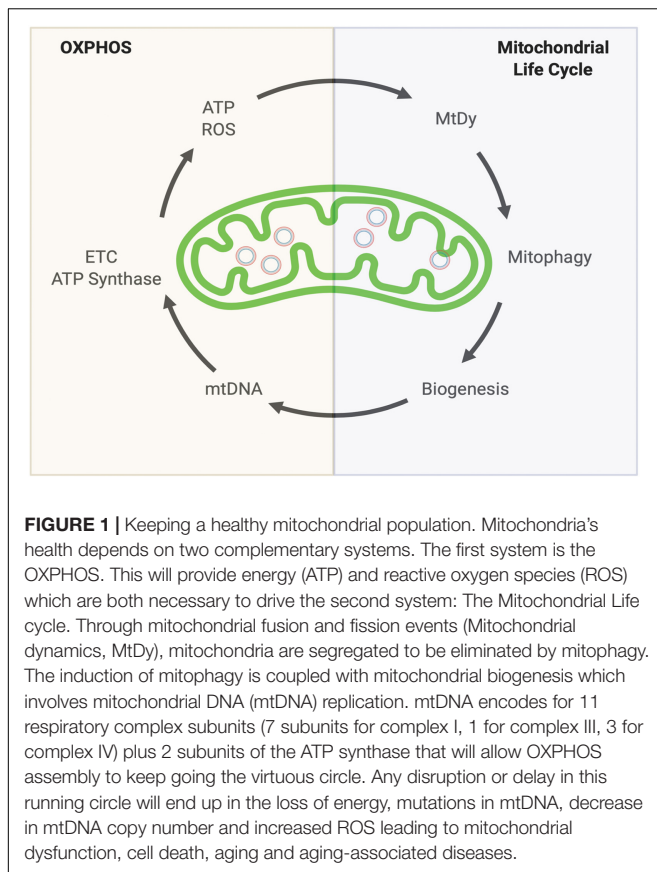 OXPHOS
Mitochondrial
Life Cycle
ATP
ROS
MtDy
ETC
ATP Synthase
Mitophagy
mtDNA
Biogenesis
FIGURE 1 | Keeping a healthy mitochondrial population. Mitochondria's
health depends on two complementary systems. The first system is the
OXPHOS. This will provide energy (ATP) and reactive oxygen species (ROS)
which are both necessary to drive the second system: The Mitochondrial Life
cycle. Through mitochondrial fusion and fission events (Mitochondrial
dynamics, MtDy), mitochondria are segregated to be eliminated by mitophagy.
The induction of mitophagy is coupled with mitochondrial biogenesis which
involves mitochondrial DNA (mtDNA) replication. mtDNA encodes for 11
respiratory complex subunits (7 subunits for complex I, 1 for complex III, 3 for
complex IV) plus 2 subunits of the ATP synthase that will allow OXPHOS
assembly to keep going the virtuous circle. Any disruption or delay in this
running circle will end up in the loss of energy, mutations in mtDNA, decrease
in mtDNA copy number and increased ROS leading to mitochondrial
dysfunction, cell death, aging and aging-associated diseases.